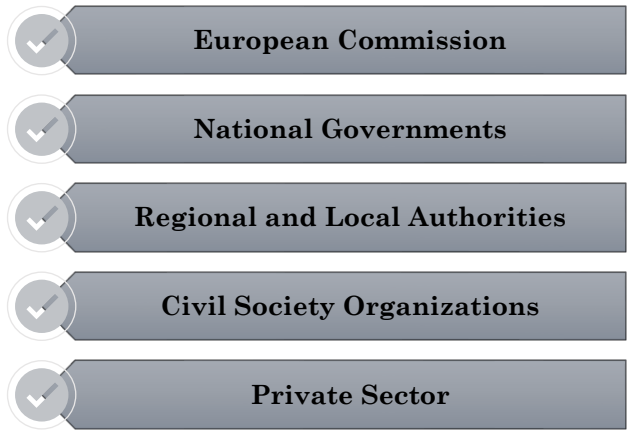 European Commission
National Governments
Regional and Local Authorities
Civil Society Organizations
Private Sector